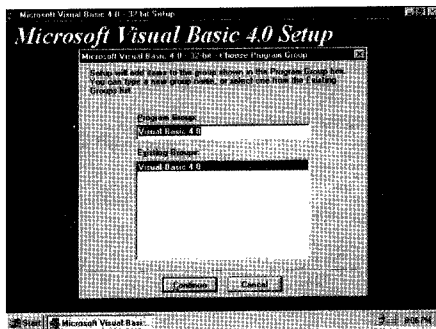 Microsoft Visual Basic 4.0 - 32-bit Setup
Microsoft Visual Basic 4.0 Setup
Microsoft Visual Basic 4.0 - 32-bit - Choose Program Group
Setup will add items to the group shown in the Program Group box.
You can type a new group name, or select one from the Existing
Groups list.
Program Group:
Visual Basic 4.0
Existing Groups:
Visual Basic 4.0
Continue
Cancel
Start
Microsoft Visual Basic...